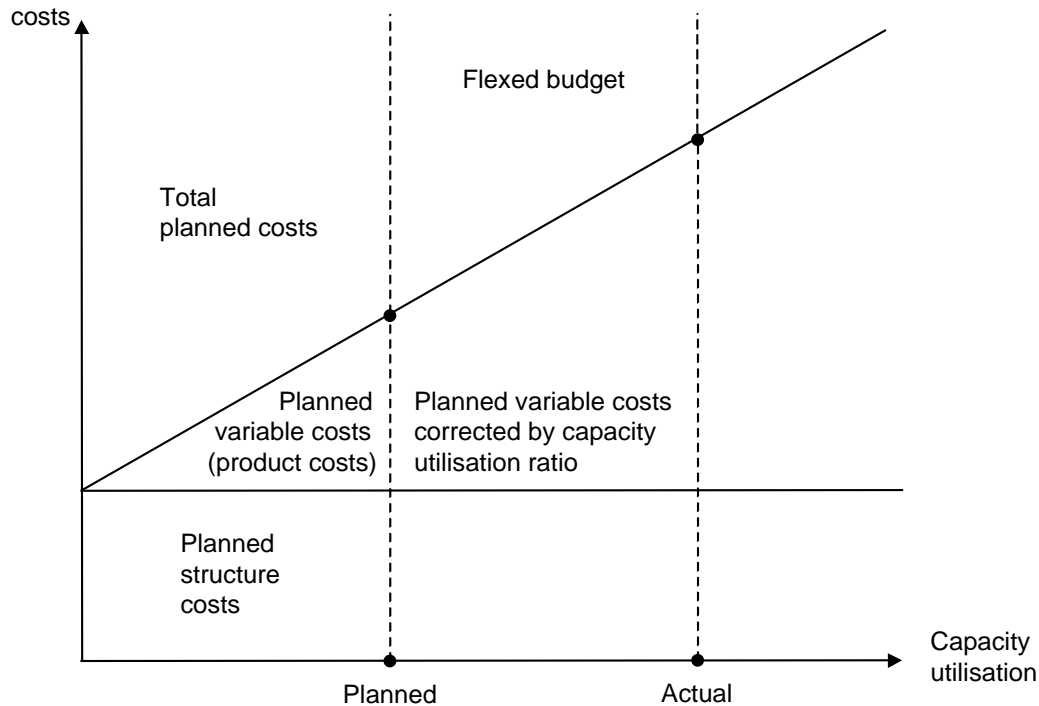 costs
Flexed budget
Total
planned costs
Planned
variable costs
(product costs)
Planned variable costs
corrected by capacity
utilisation ratio
Planned
structure
costs
Capacity
utilisation
Planned
Actual